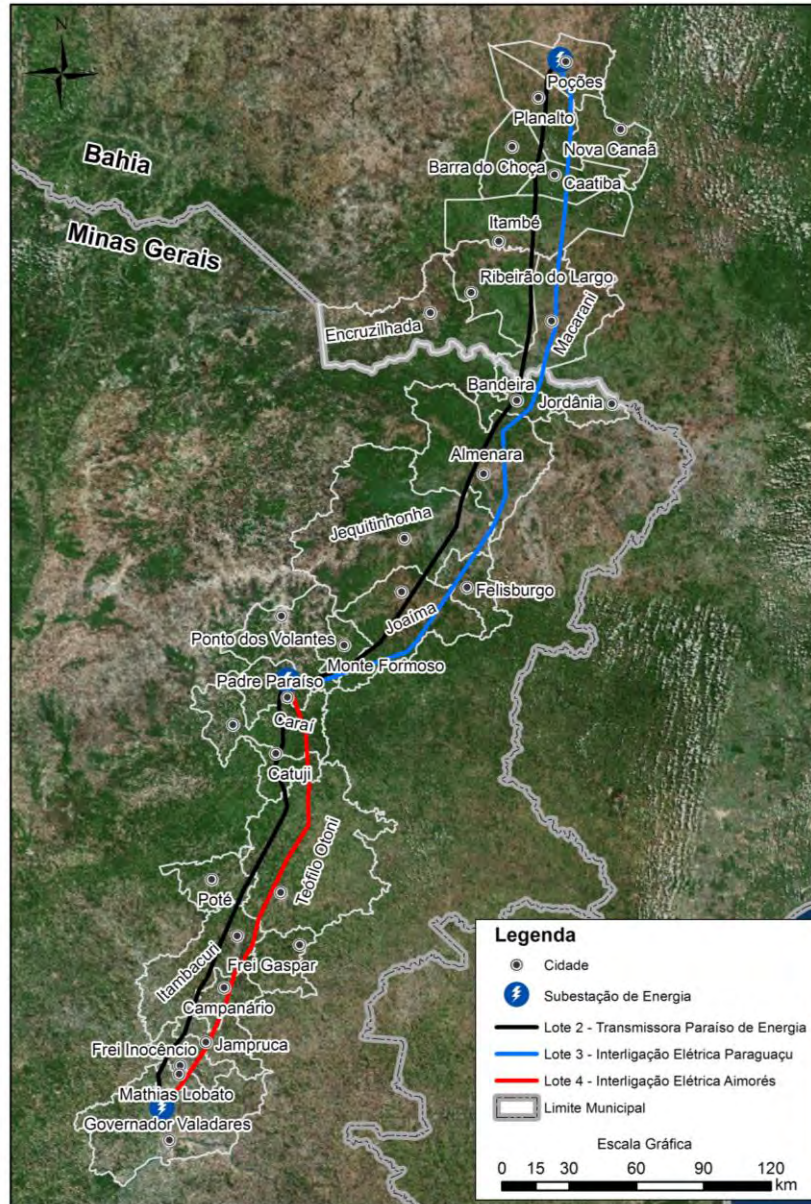 N
Poções
Planalto
Nova Canaã
Barra do Choça
Caatiba
Bahia
Itambé
Minas Gerais
Ribeirão do Largo
Macarani
Encruzilhada
Bandeira
Jordânia
Almenara
Jequitinhonha
Felisburgo
Joaíma
Ponto dos Volantes
Monte Formoso
Padre Paraíso
Caraí
Catuji
Teófilo Otoni
Poté
Itambacuri
Frei Gaspar
Campanário
Frei Inocêncio
Jampruca
Mathias Lobato
Governador Valadares
Legenda
Cidade
Subestação de Energia
Lote 2 - Transmissora Paraíso de Energia
Lote 3 - Interligação Elétrica Paraguaçu
Lote 4 - Interligação Elétrica Aimorés
Limite Municipal
Escala Gráfica
0 15 30 60 90 120
km